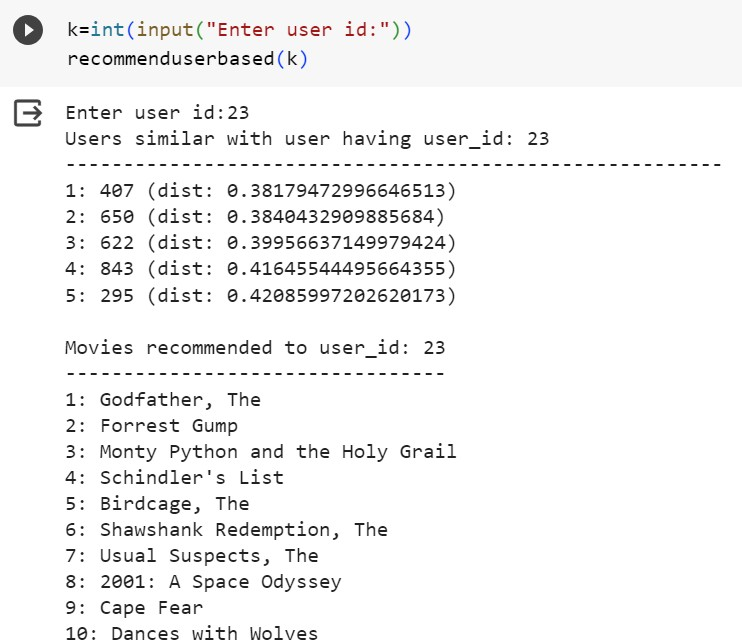 k=int(input("Enter user id:"))
recommenduserbased(k)
Enter user id:23
Users similar with user having user_id: 23
---------------------------------------------------------
1: 407 (dist: 0.38179472996646513)
2: 650 (dist: 0.3840432909885684)
3: 622 (dist: 0.39956637149979424)
4: 843 (dist: 0.41645544495664355)
5: 295 (dist: 0.42085997202620173)
Movies recommended to user_id: 23
---------------------------------
1: Godfather, The
2: Forrest Gump
3: Monty Python and the Holy Grail
4: Schindler's List
5: Birdcage, The
6: Shawshank Redemption, The
7: Usual Suspects, The
8: 2001: A Space Odyssey
9: Cape Fear
10: Dances with Wolves